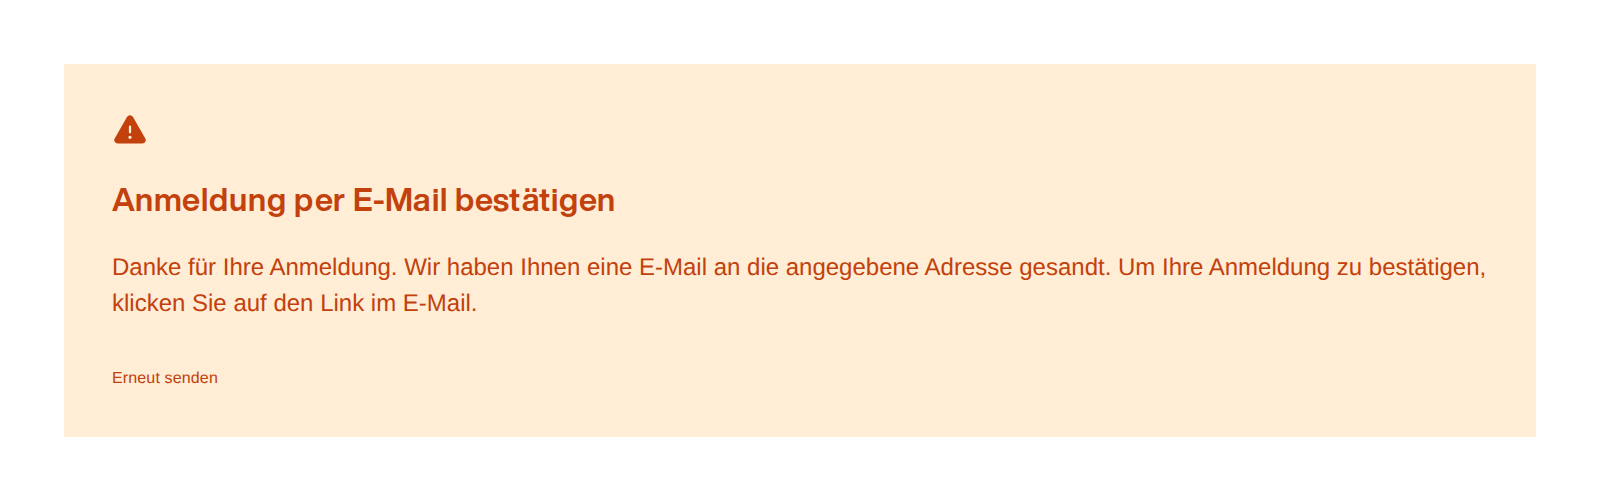 Anmeldung per E-Mail bestätigen
Danke für Ihre Anmeldung. Wir haben Ihnen eine E-Mail an die angegebene Adresse gesandt. Um Ihre Anmeldung zu bestätigen,
klicken Sie auf den Link im E-Mail.
Erneut senden